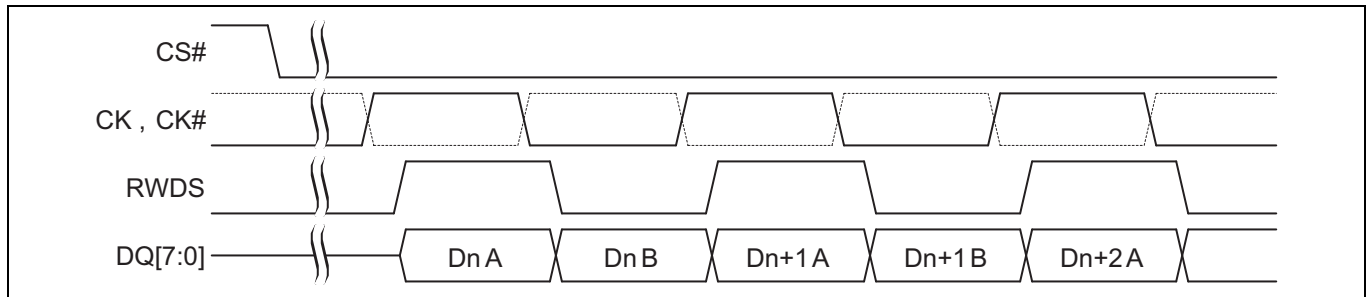 CS#
CK , CK#
RWDS
DQ[7:0]
Dn A
Dn B
Dn+1 A
Dn+1 B
Dn+2 A